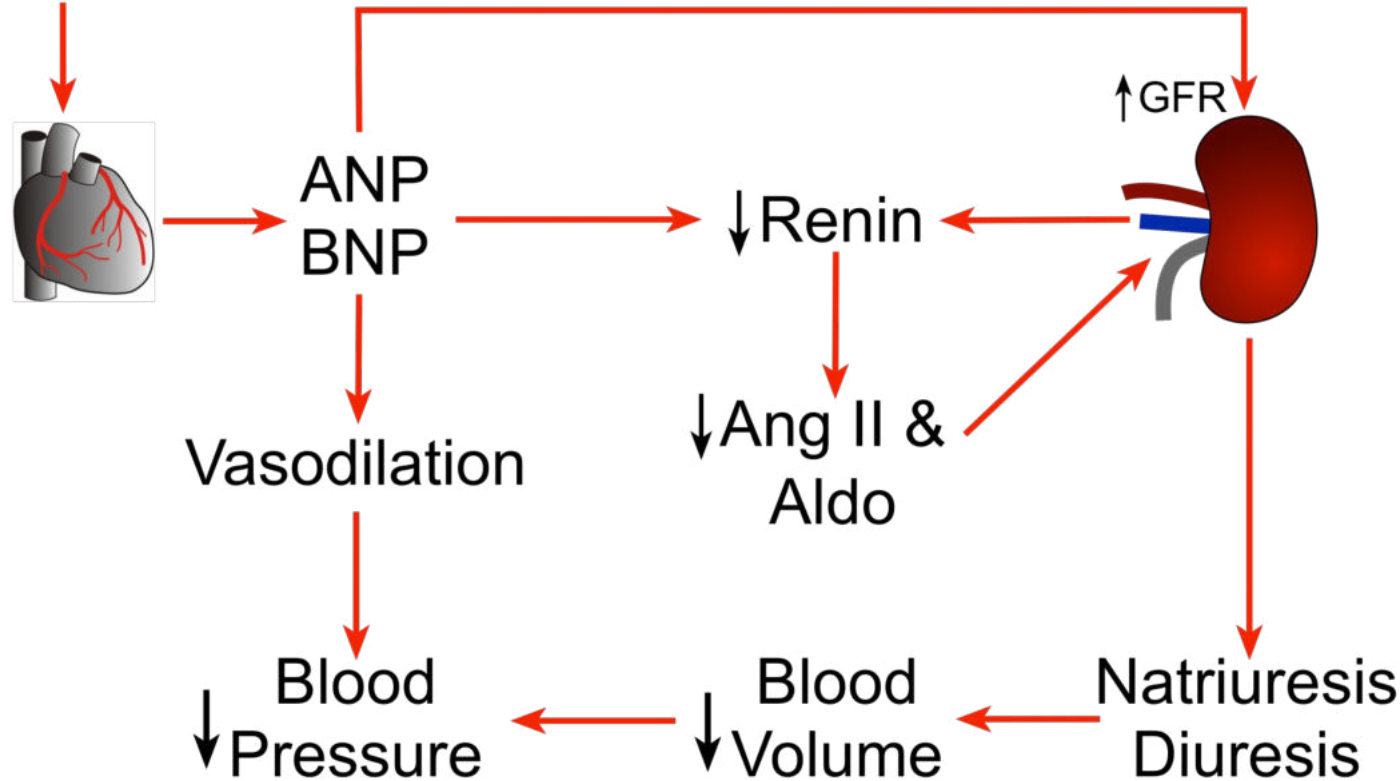 GFR
ANP
BNP
Renin
Ang II &
Aldo
Vasodilation
Blood
Pressure
Blood
Volume
Natriuresis
Diuresis